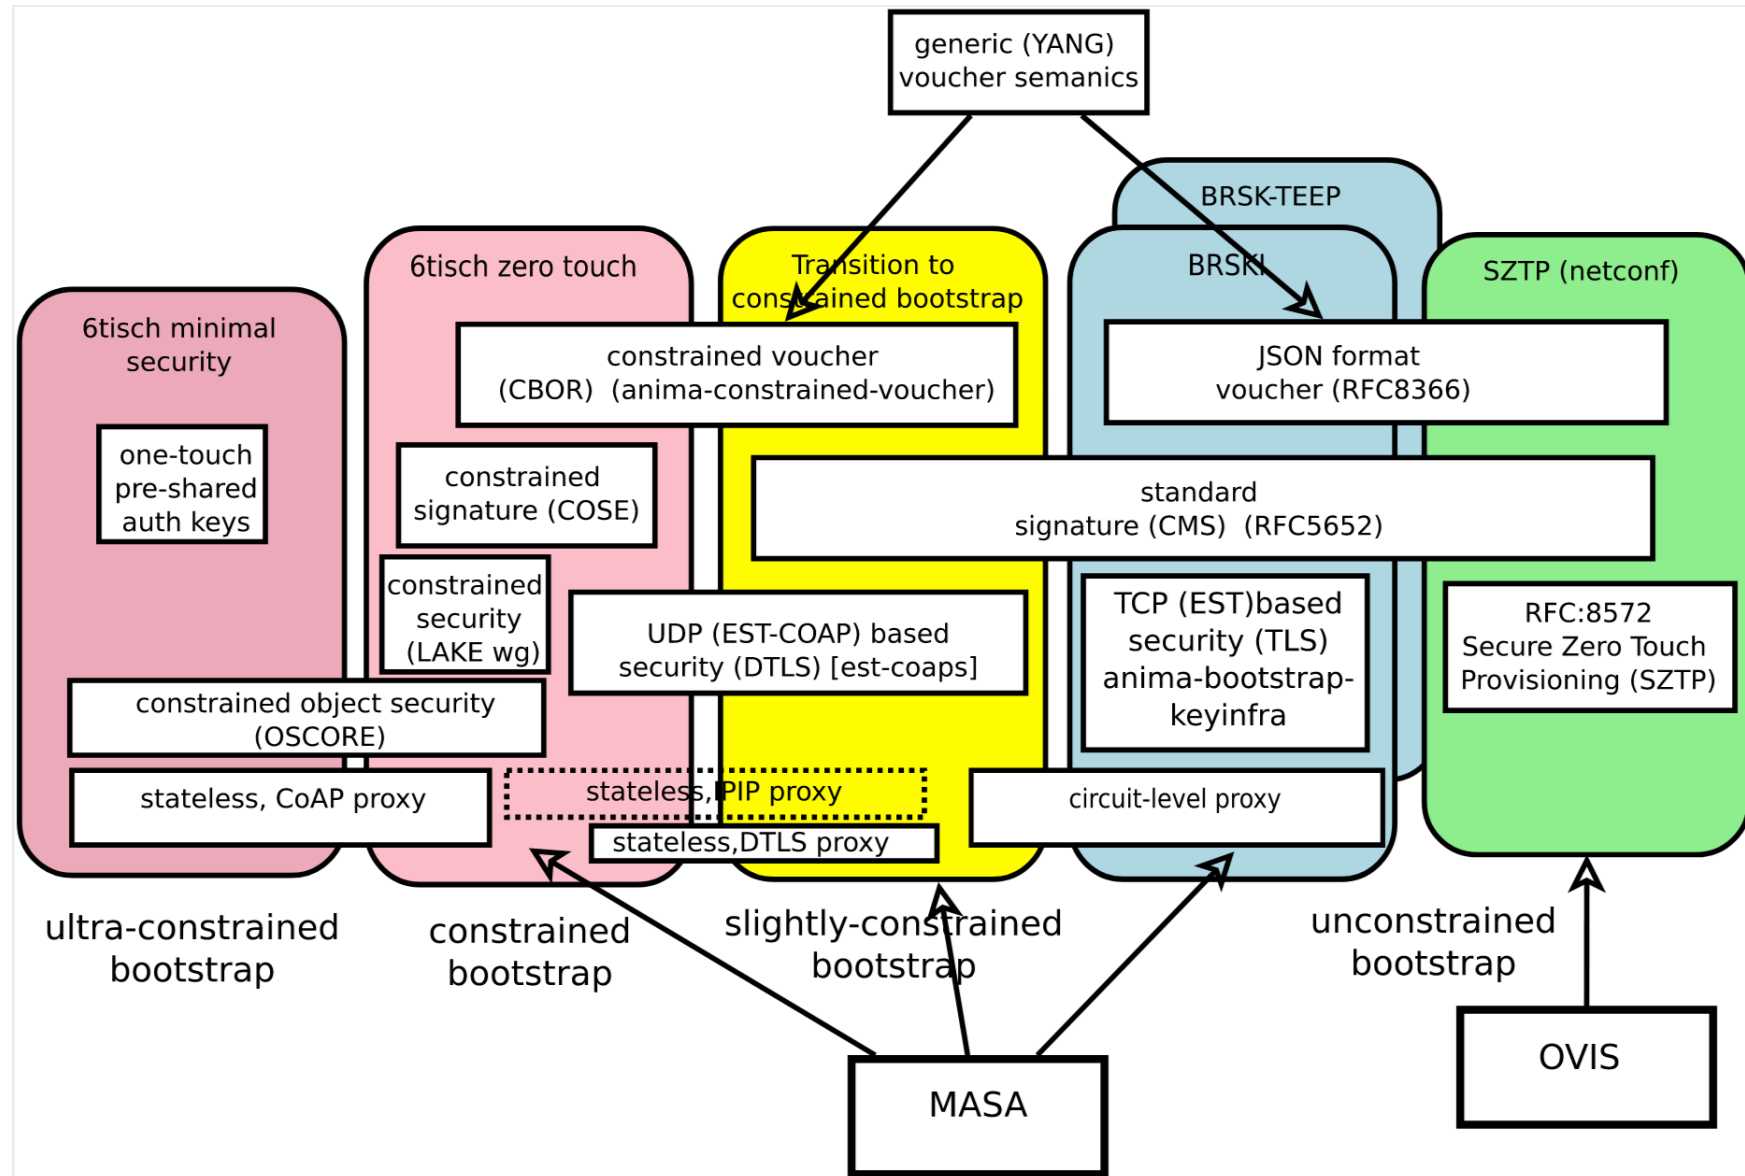 generic (YANG)
voucher semanics
BRSK-TEEP
BRSKI
6tisch zero touch
Transition to
constrained bootstrap
SZTP (netconf)
6tisch minimal
security
constrained voucher
(CBOR) (anima-constrained-voucher)
JSON format
voucher (RFC8366)
one-touch
pre-shared
auth keys
constrained
signature (COSE)
standard
signature (CMS) (RFC5652)
constrained
security
(LAKE wg)
UDP (EST-COAP) based
security (DTLS) [est-coaps]
TCP (EST)based
security (TLS)
anima-bootstrap-
keyinfra
RFC:8572
Secure Zero Touch
Provisioning (SZTP)
constrained object security
(OSCORE)
stateless, CoAP proxy
stateless,IPIP proxy
stateless,DTLS proxy
circuit-level proxy
ultra-constrained
bootstrap
constrained
bootstrap
slightly-constrained
bootstrap
unconstrained
bootstrap
MASA
OVIS